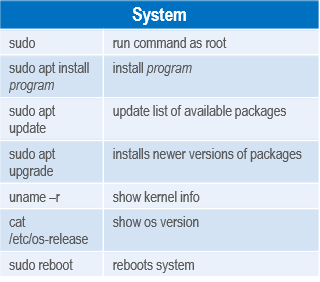 System
sudo run command as root
sudo apt install install program
program
sudo apt update list of available packages
update
sudo apt installs newer versions of packages
upgrade
uname –r show kernel info
cat show os version
/etc/os-release
sudo reboot reboots system